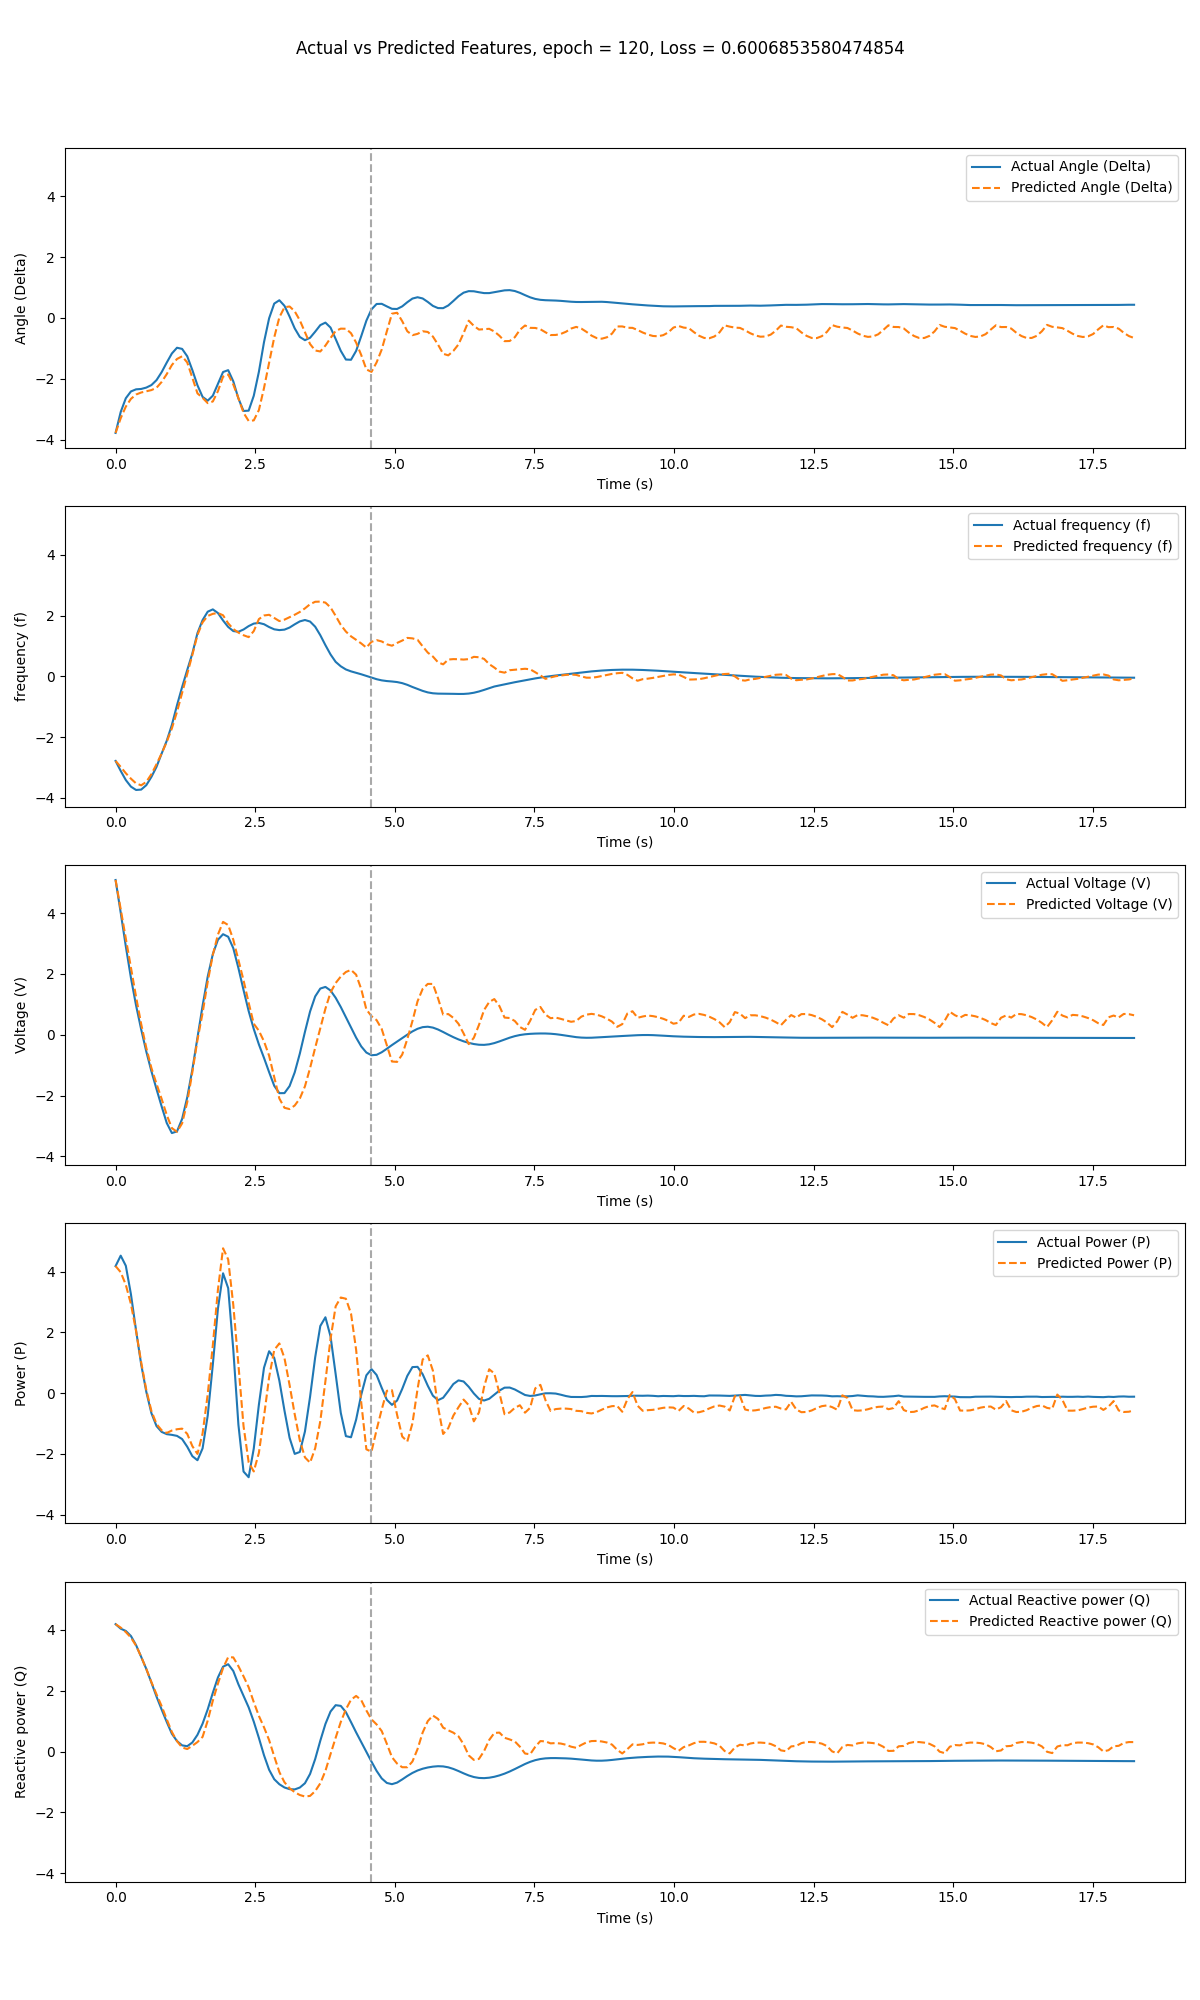 Actual vs Predicted Features, epoch = 120, Loss = 0.6006853580474854
Actual Angle (Delta)
Predicted Angle (Delta)
4
2
0
−2
−4
Angle (Delta)
0.0 2.5 5.0 7.5 10.0 12.5 15.0 17.5
Time (s)
Actual frequency (f)
Predicted frequency (f)
4
2
0
−2
−4
frequency (f)
0.0 2.5 5.0 7.5 10.0 12.5 15.0 17.5
Time (s)
Actual Voltage (V)
Predicted Voltage (V)
4
2
0
−2
−4
Voltage (V)
0.0 2.5 5.0 7.5 10.0 12.5 15.0 17.5
Time (s)
Actual Power (P)
Predicted Power (P)
4
2
0
−2
−4
Power (P)
0.0 2.5 5.0 7.5 10.0 12.5 15.0 17.5
Time (s)
Actual Reactive power (Q)
Predicted Reactive power (Q)
4
2
0
−2
−4
Reactive power (Q)
0.0 2.5 5.0 7.5 10.0 12.5 15.0 17.5
Time (s)